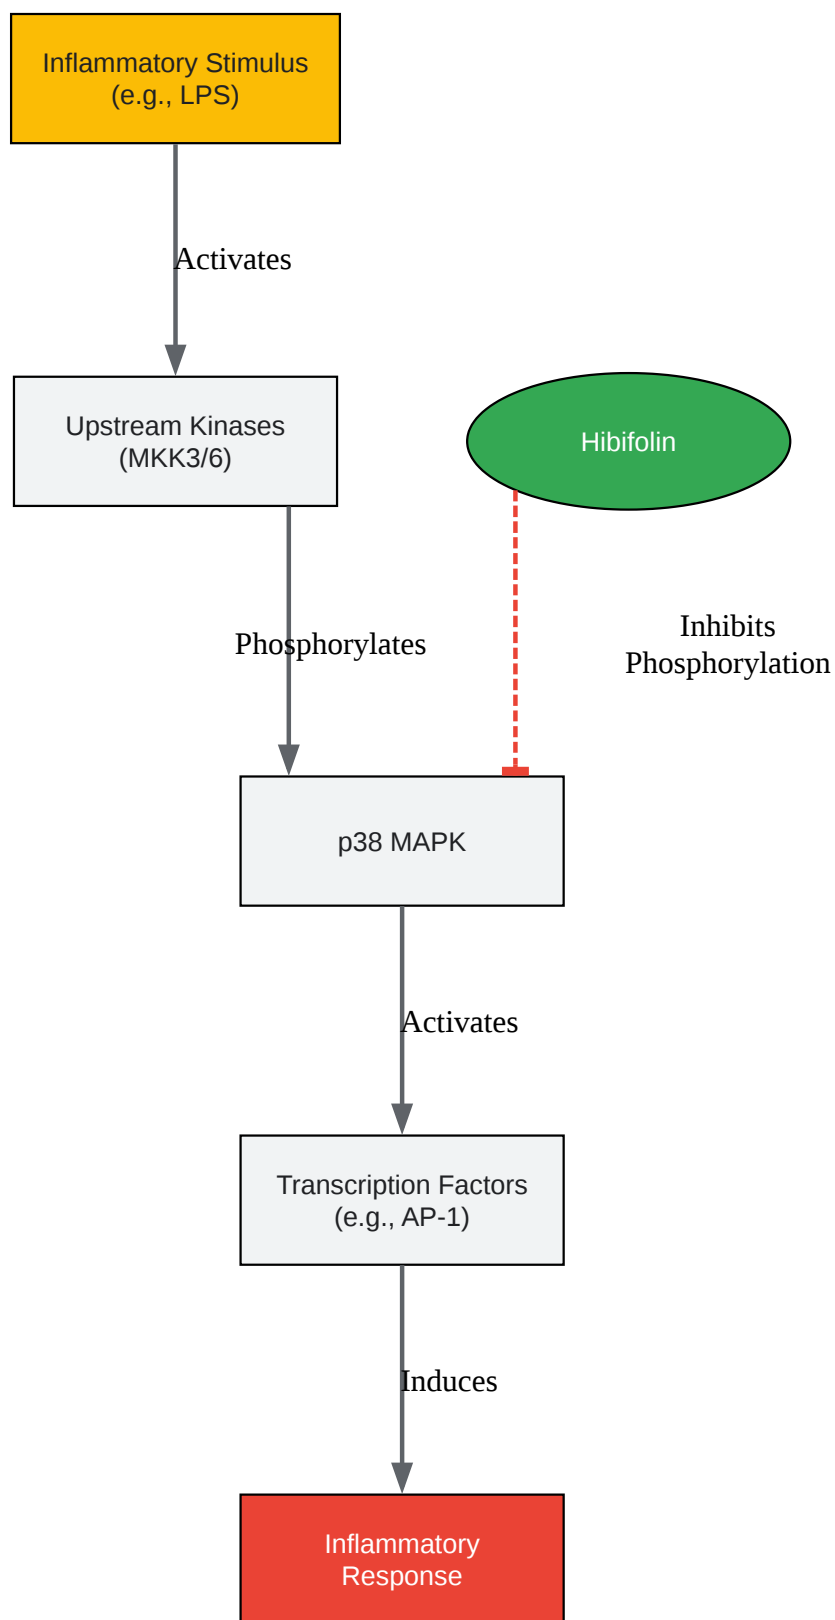 Inflammatory Stimulus
(e.g., LPS)
Activates
Upstream Kinases
(MKK3/6)
Hibifolin
Phosphorylates
Inhibits
Phosphorylation
p38 MAPK
Activates
Transcription Factors
(e.g., AP-1)
Induces
Inflammatory
Response